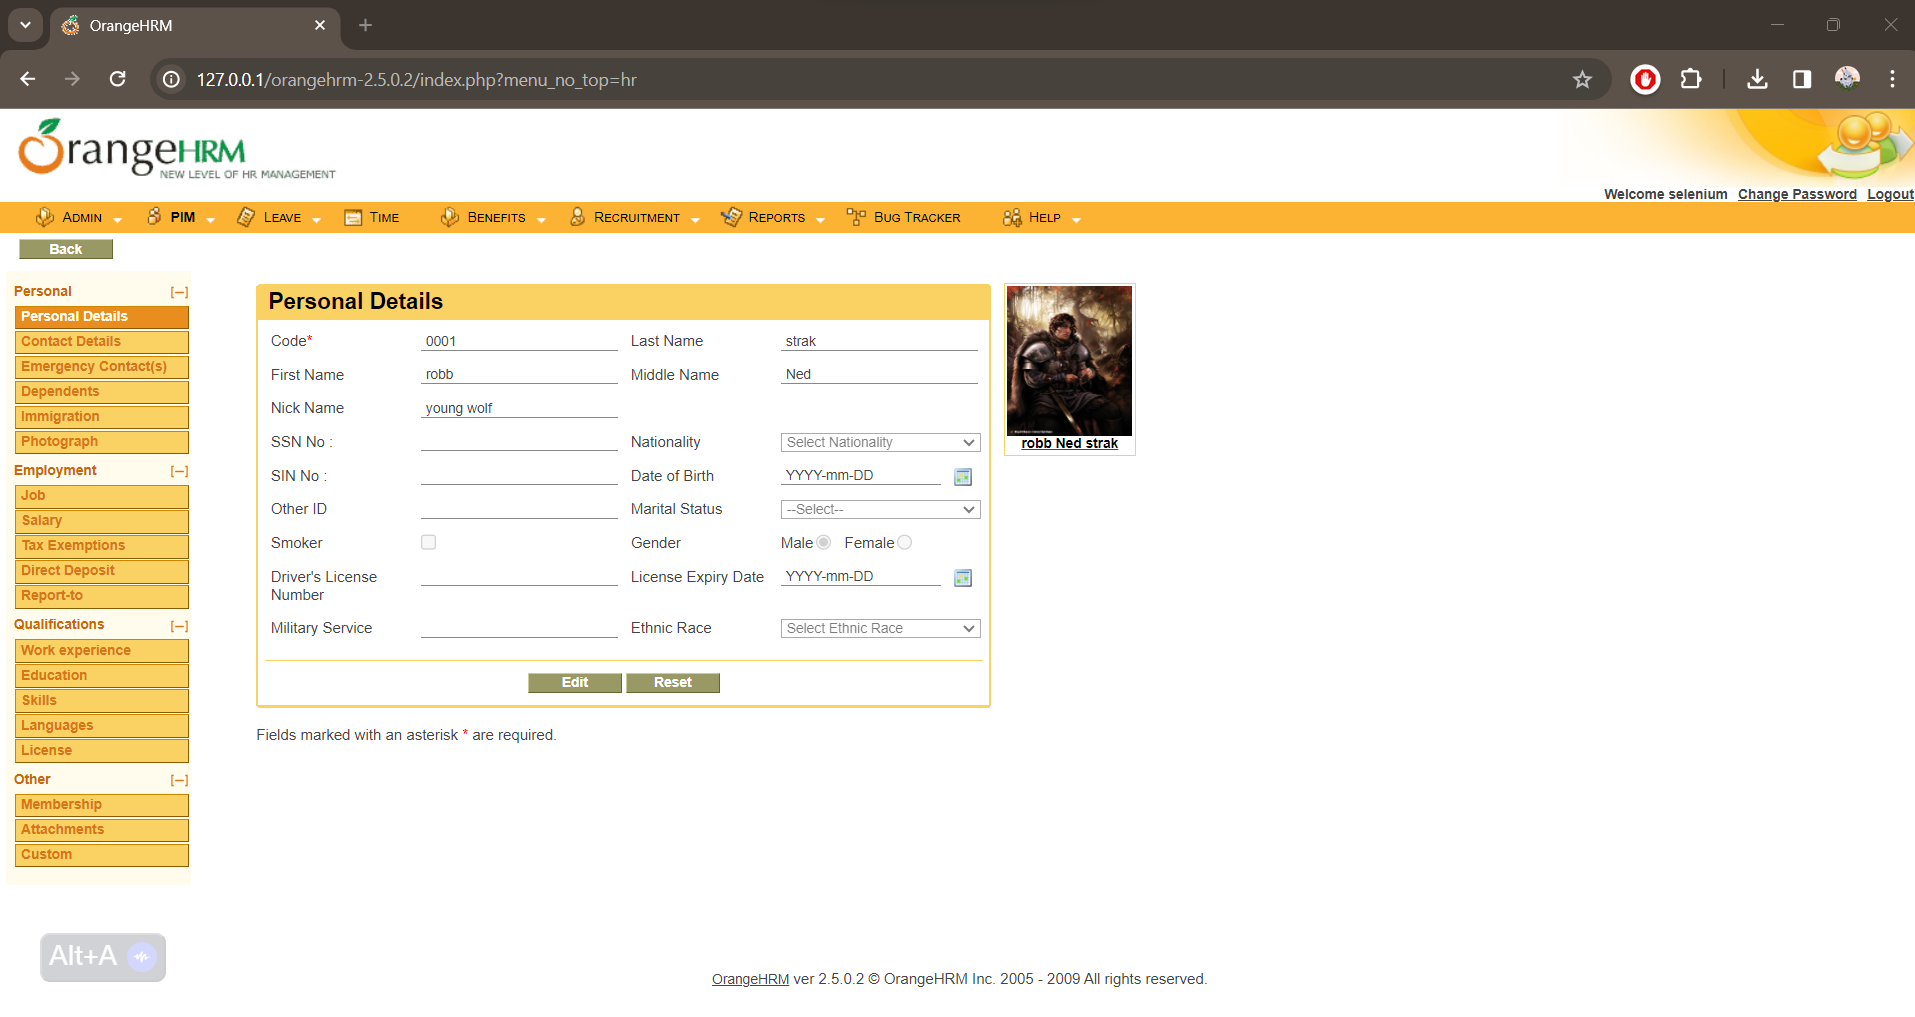 OrangeHRM
127.0.0.1/orangehrm-2.5.0.2/index.php?menu_no_top=hr
OrangeHRM
NEW LEVEL OF HR MANAGEMENT
Welcome selenium Change Password Logout
ADMIN PIM LEAVE TIME BENEFITS RECRUITMENT REPORTS BUG TRACKER HELP
Back
Personal [–]
Personal Details
Contact Details
Emergency Contact(s)
Dependents
Immigration
Photograph
Employment [–]
Job
Salary
Tax Exemptions
Direct Deposit
Report-to
Qualifications [–]
Work experience
Education
Skills
Languages
License
Other [–]
Membership
Attachments
Custom
Personal Details
Code* 0001 Last Name strak
First Name robb Middle Name Ned
Nick Name young wolf
SSN No : Nationality Select Nationality
SIN No : Date of Birth YYYY-mm-DD
Other ID Marital Status --Select--
Smoker Gender Male Female
Driver's License Number License Expiry Date YYYY-mm-DD
Military Service Ethnic Race Select Ethnic Race
Edit Reset
Fields marked with an asterisk * are required.
robb Ned strak
Alt+A
OrangeHRM ver 2.5.0.2 © OrangeHRM Inc. 2005 - 2009 All rights reserved.